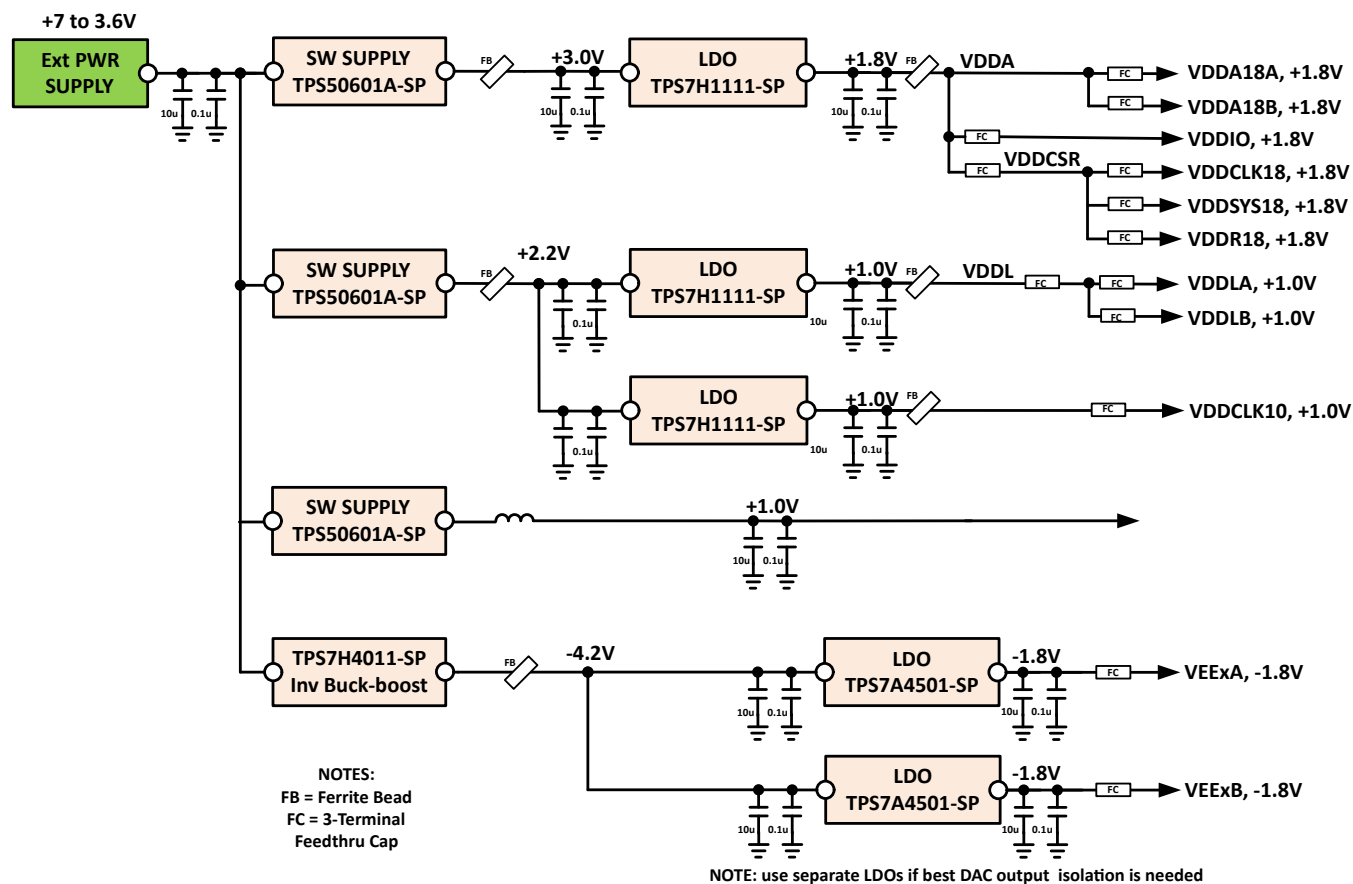 +7 to 3.6V
Ext PWR
SUPPLY
10u
0.1u
SW SUPPLY
TPS50601A-SP
FB
+3.0V
10u
0.1u
LDO
TPS7H1111-SP
+1.8V
10u
0.1u
FB
VDDA
FC
VDDA18A, +1.8V
FC
VDDA18B, +1.8V
FC
VDDIO, +1.8V
FC
VDDCSR
FC
VDDCLK18, +1.8V
FC
VDDSYS18, +1.8V
FC
VDDR18, +1.8V
SW SUPPLY
TPS50601A-SP
FB
+2.2V
0.1u
LDO
TPS7H1111-SP
+1.0V
10u
0.1u
FB
VDDL
FC
FC
VDDLA, +1.0V
FC
VDDLB, +1.0V
0.1u
LDO
TPS7H1111-SP
+1.0V
10u
0.1u
FB
FC
VDDCLK10, +1.0V
SW SUPPLY
TPS50601A-SP
+1.0V
10u
0.1u
TPS7H4011-SP
Inv Buck-boost
FB
-4.2V
10u
0.1u
LDO
TPS7A4501-SP
-1.8V
10u
0.1u
FC
VEExA, -1.8V
10u
0.1u
LDO
TPS7A4501-SP
-1.8V
10u
0.1u
FC
VEExB, -1.8V
NOTES:
FB = Ferrite Bead
FC = 3-Terminal
Feedthru Cap
NOTE: use separate LDOs if best DAC output isolation is needed